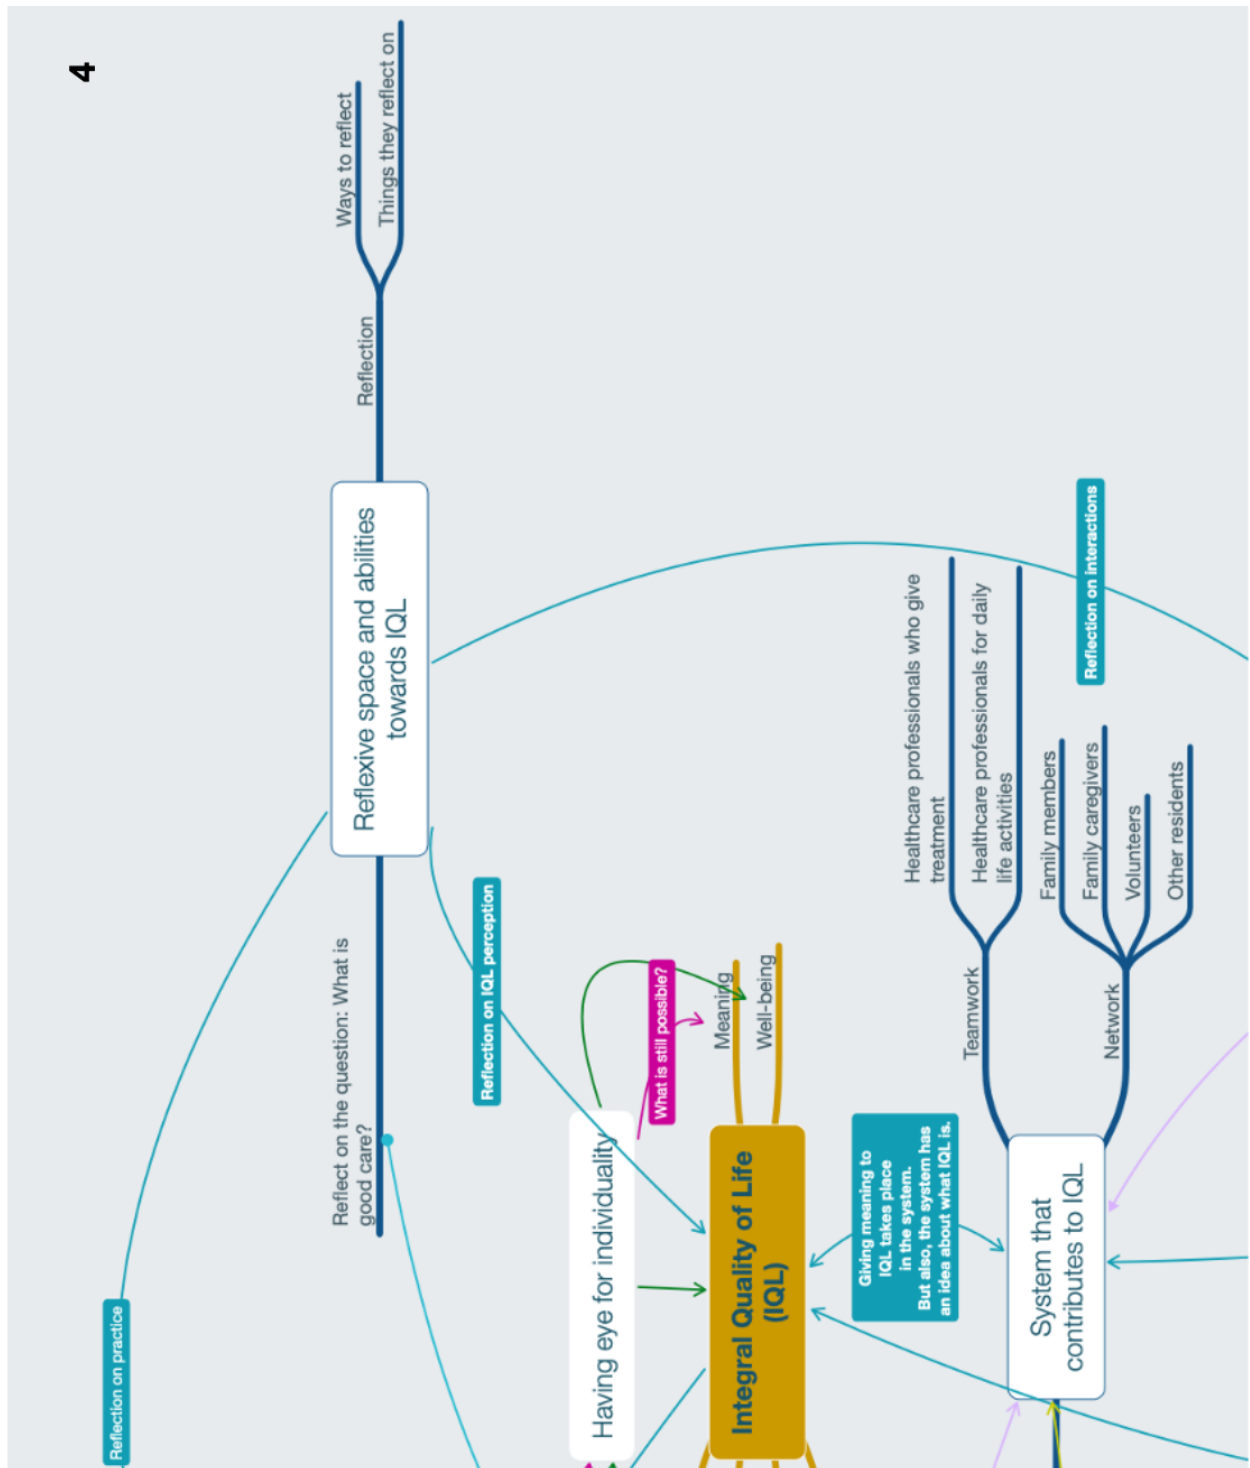 4
Ways to reflect
Things they reflect on
Reflection
Reflexive space and abilities
towards IQL
Reflect on the question: What is
good care?
Reflection on practice
Reflection on IQL perception
Reflection on interactions
Having eye for individuality
What is still possible?
Meaning
Well-being
Integral Quality of Life
(IQL)
Giving meaning to
IQL takes place
in the system.
But also, the system has
an idea about what IQL is.
Healthcare professionals who give
treatment
Healthcare professionals for daily
life activities
Teamwork
Family members
Family caregivers
Volunteers
Other residents
Network
System that
contributes to IQL